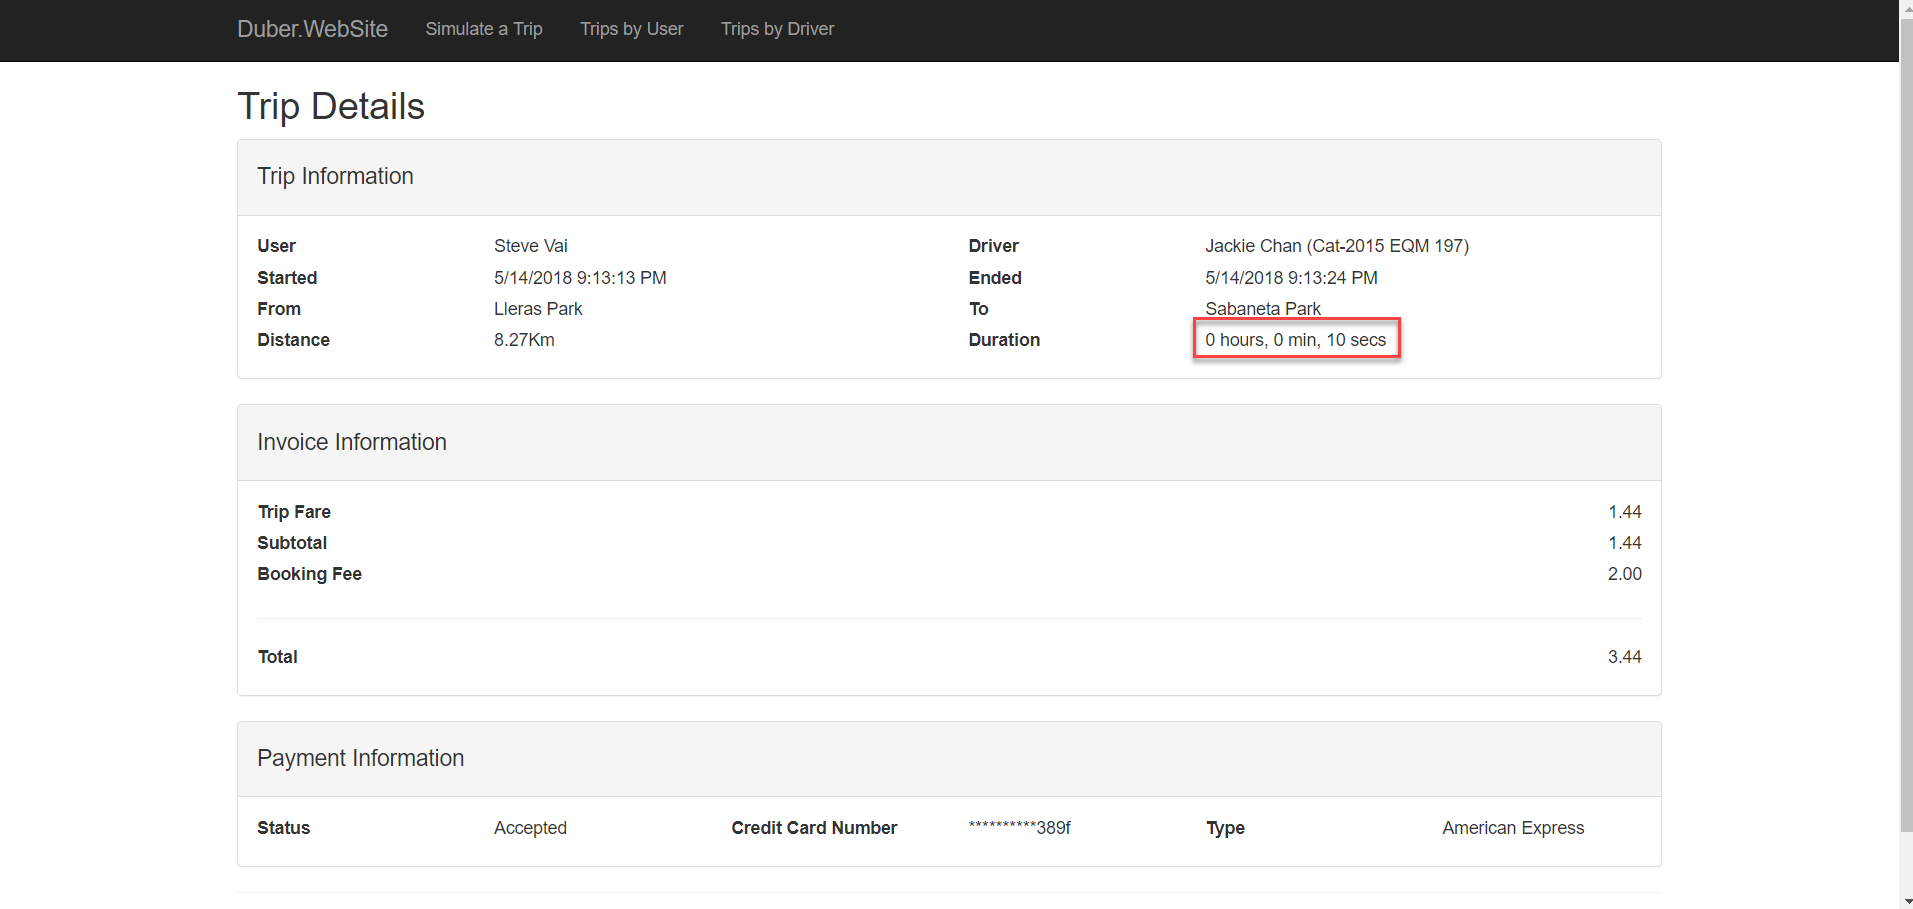 Duber.WebSite Simulate a Trip Trips by User Trips by Driver
Trip Details
Trip Information
User Steve Vai Driver Jackie Chan (Cat-2015 EQM 197)
Started 5/14/2018 9:13:13 PM Ended 5/14/2018 9:13:24 PM
From Lleras Park To Sabaneta Park
Distance 8.27Km Duration 0 hours, 0 min, 10 secs
Invoice Information
Trip Fare 1.44
Subtotal 1.44
Booking Fee 2.00
Total 3.44
Payment Information
Status Accepted Credit Card Number **********389f Type American Express